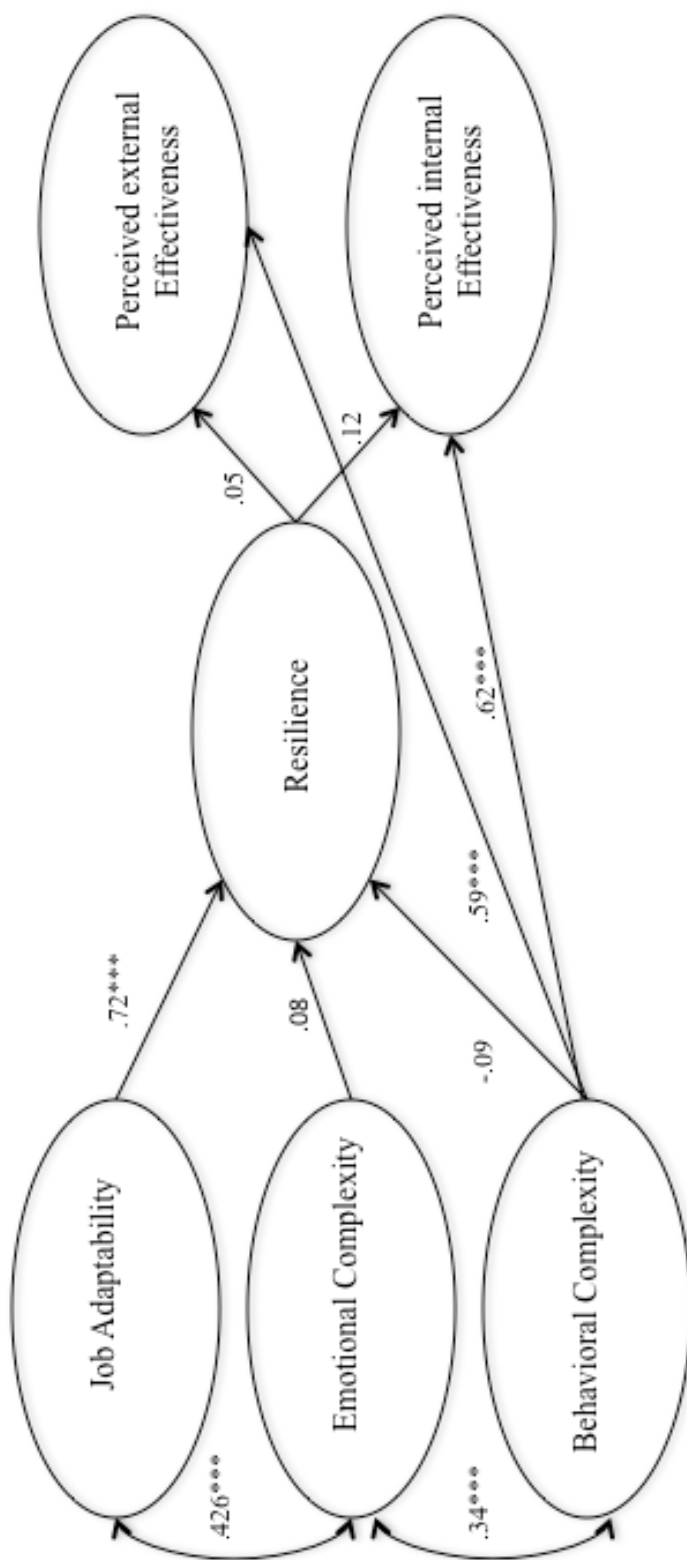 Job Adaptability
Emotional Complexity
Behavioral Complexity
.426***
.34***
.72***
.08
-.09
.59***
.62***
Resilience
.05
.12
Perceived external
Effectiveness
Perceived internal
Effectiveness